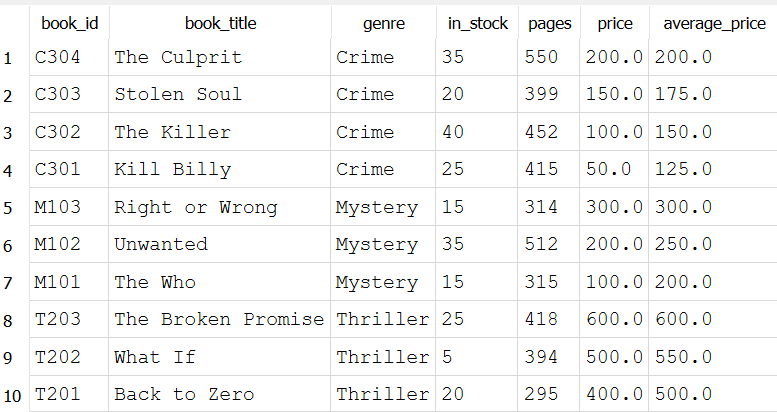 book_id book_title genre in_stock pages price average_price
1 C304 The Culprit Crime 35 550 200.0 200.0
2 C303 Stolen Soul Crime 20 399 150.0 175.0
3 C302 The Killer Crime 40 452 100.0 150.0
4 C301 Kill Billy Crime 25 415 50.0 125.0
5 M103 Right or Wrong Mystery 15 314 300.0 300.0
6 M102 Unwanted Mystery 35 512 200.0 250.0
7 M101 The Who Mystery 15 315 100.0 200.0
8 T203 The Broken Promise Thriller 25 418 600.0 600.0
9 T202 What If Thriller 5 394 500.0 550.0
10 T201 Back to Zero Thriller 20 295 400.0 500.0